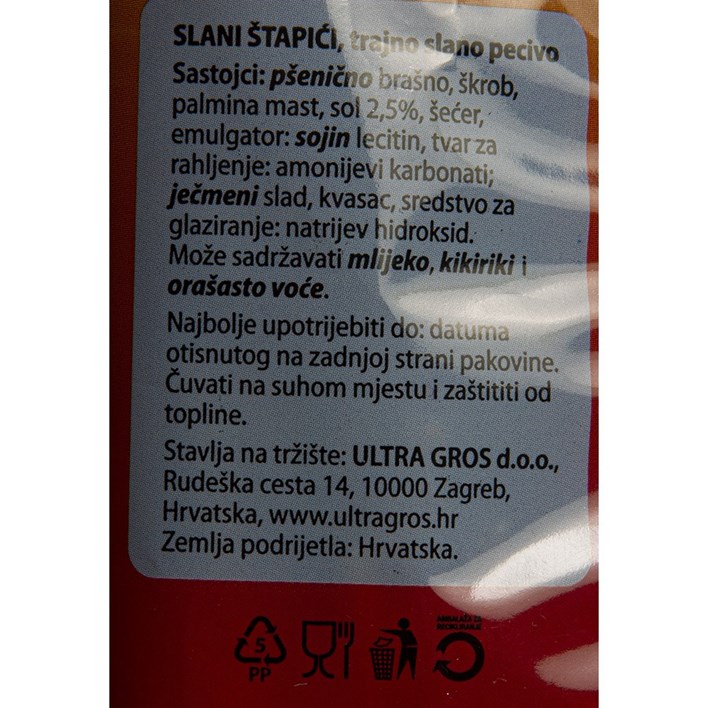 SLANI ŠTAPIĆI, trajno slano pecivo
Sastojci: pšenično brašno, škrob,
palmina mast, sol 2,5%, šećer,
emulgator: sojin lecitin, tvar za
rahljenje: amonijevi karbonati;
ječmeni slad, kvasac, sredstvo za
glaziranje: natrijev hidroksid.
Može sadržavati mlijeko, kikiriki i
orašasto voće.
Najbolje upotrijebiti do: datuma
otisnutog na zadnjoj strani pakovine.
Čuvati na suhom mjestu i zaštititi od
topline.
Stavlja na tržište: ULTRA GROS d.o.o.,
Rudeška cesta 14, 10000 Zagreb,
Hrvatska, www.ultragros.hr
Zemlja podrijetla: Hrvatska.
AMBALAŽA ZA
RECIKLIRANJE
5
PP